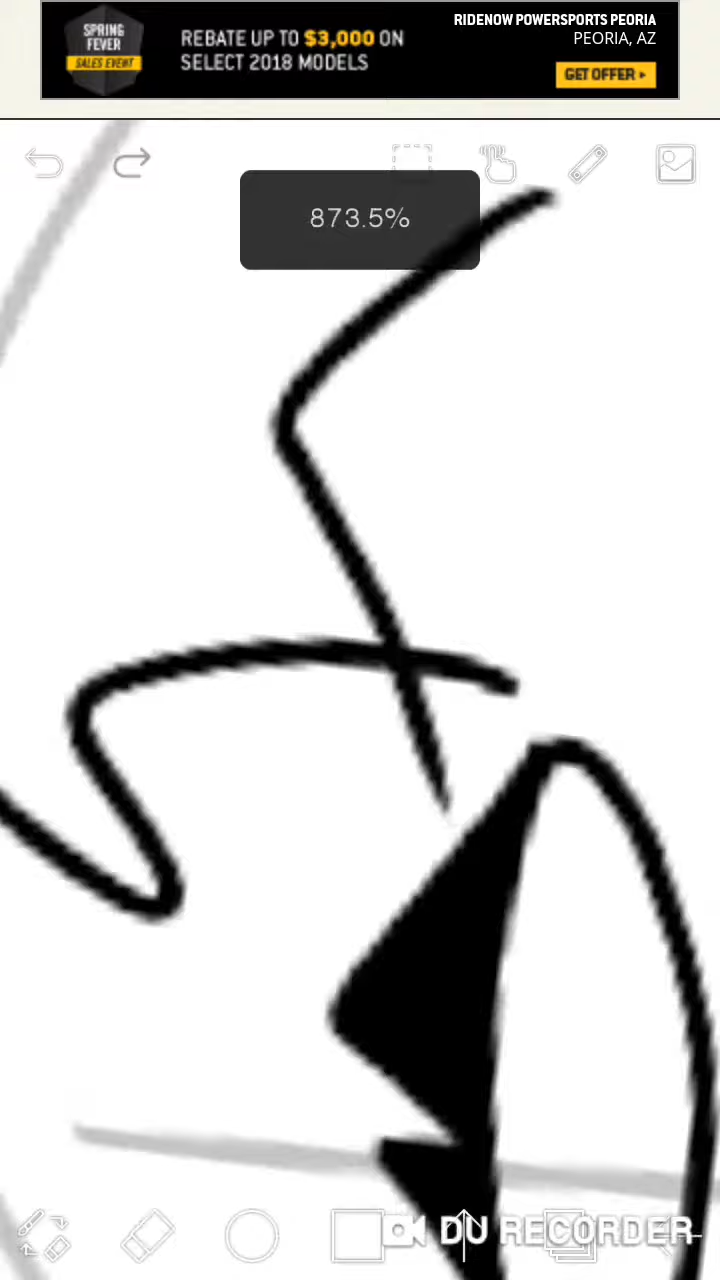 SPRING
FEVER
SALES EVENT
REBATE UP TO $3,000 ON
SELECT 2018 MODELS
RIDENOW POWERSPORTS PEORIA
PEORIA, AZ
GET OFFER
873.5%
DU RECORDER